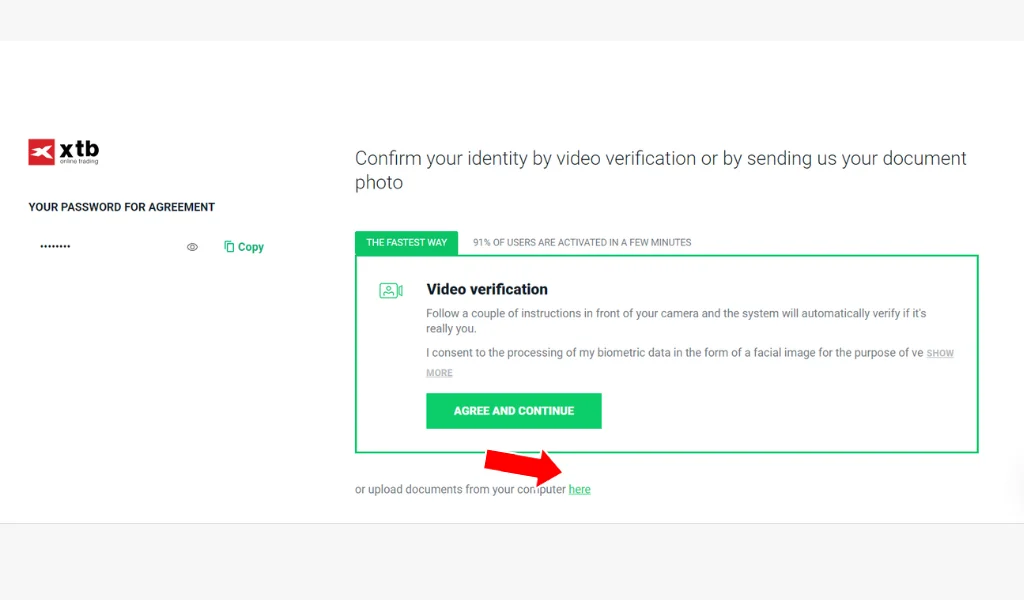 xtb
online trading
YOUR PASSWORD FOR AGREEMENT
•••••••• Copy
Confirm your identity by video verification or by sending us your document
photo
THE FASTEST WAY 91% OF USERS ARE ACTIVATED IN A FEW MINUTES
Video verification
Follow a couple of instructions in front of your camera and the system will automatically verify if it's
really you.
I consent to the processing of my biometric data in the form of a facial image for the purpose of ve SHOW
MORE
AGREE AND CONTINUE
or upload documents from your computer here